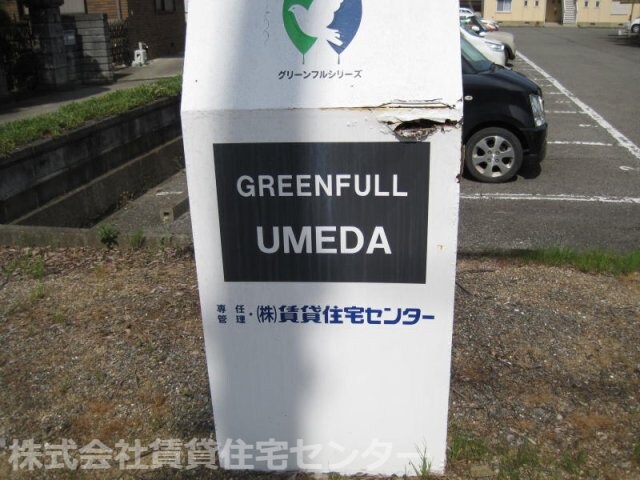 グリーンフルシリーズ
GREENFULL
UMEDA
専任
管理・(株)賃貸住宅センター
株式会社賃貸住宅センター